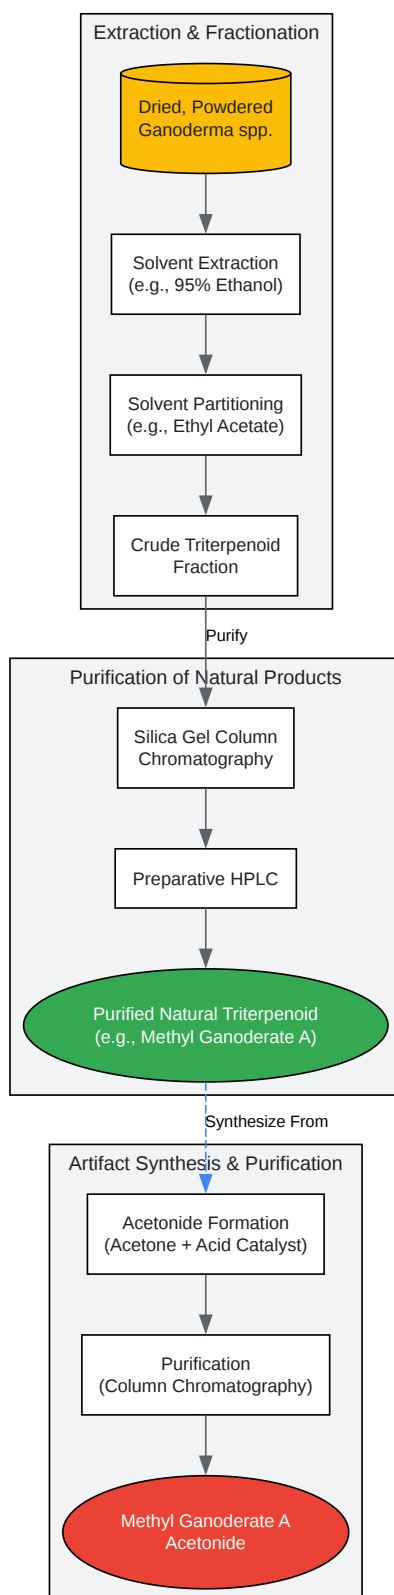 Extraction & Fractionation
Dried, Powdered
Ganoderma spp.
Solvent Extraction
(e.g., 95% Ethanol)
Solvent Partitioning
(e.g., Ethyl Acetate)
Crude Triterpenoid
Fraction
Purify
Purification of Natural Products
Silica Gel Column
Chromatography
Preparative HPLC
Purified Natural Triterpenoid
(e.g., Methyl Ganoderate A)
Synthesize From
Artifact Synthesis & Purification
Acetonide Formation
(Acetone + Acid Catalyst)
Purification
(Column Chromatography)
Methyl Ganoderate A
Acetonide